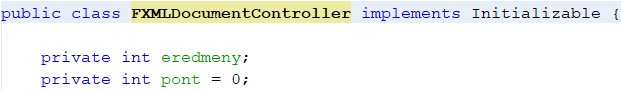 public class FXMLDocumentController implements Initializable {
private int eredmeny;
private int pont = 0;